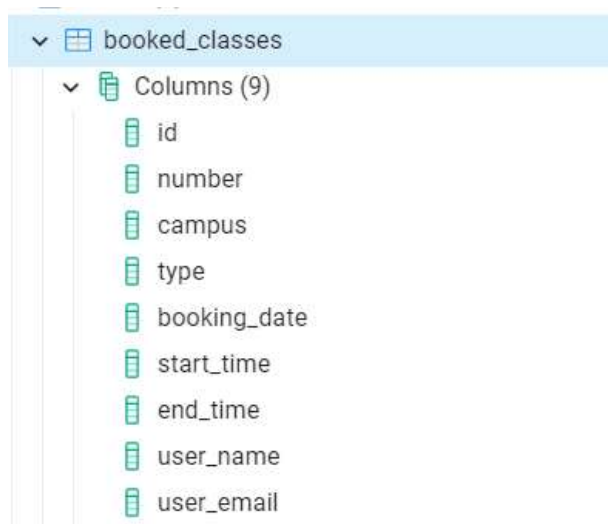 booked_classes
Columns (9)
id
number
campus
type
booking_date
start_time
end_time
user_name
user_email